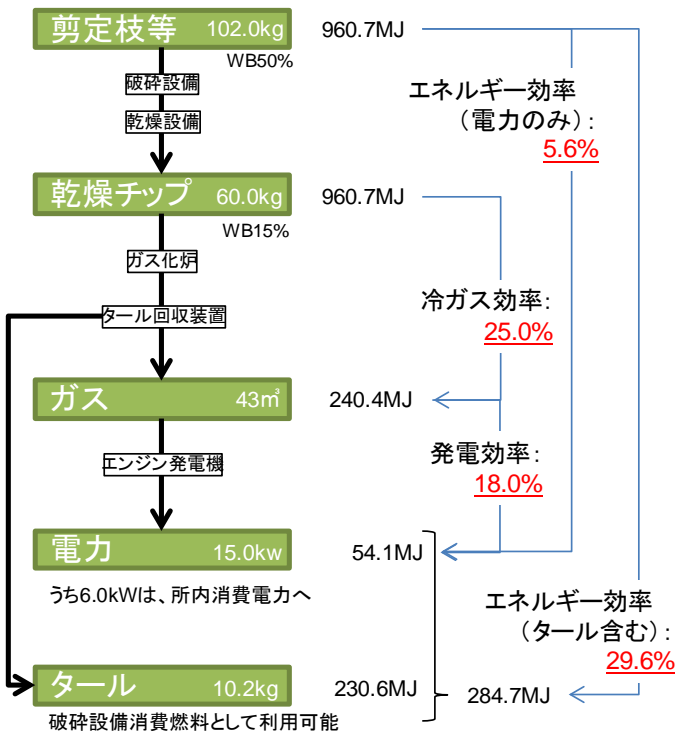 剪定枝等 102.0kg 960.7MJ
WB50%
破砕設備
乾燥設備
エネルギー効率
（電力のみ）:
5.6%
乾燥チップ 60.0kg 960.7MJ
WB15%
ガス化炉
タール回収装置
冷ガス効率:
25.0%
ガス 43㎥ 240.4MJ
エンジン発電機
発電効率:
18.0%
電力 15.0kw 54.1MJ
うち6.0kWは、所内消費電力へ
エネルギー効率
（タール含む）:
29.6%
タール 10.2kg 230.6MJ 284.7MJ
破砕設備消費燃料として利用可能